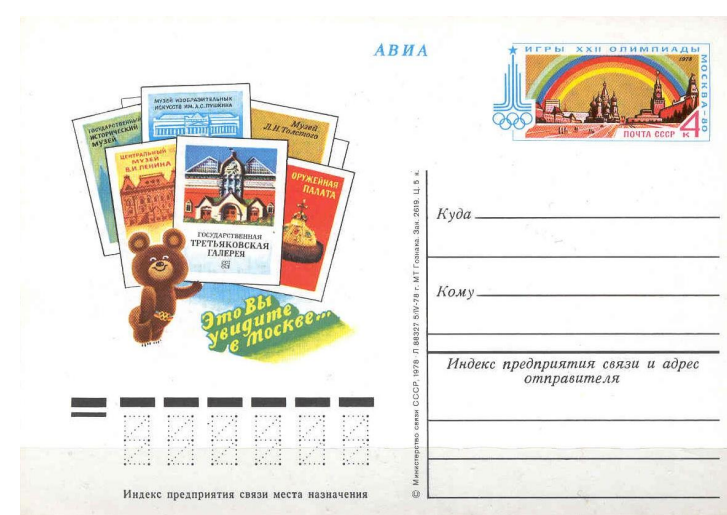 АВИА
ИГРЫ XXII ОЛИМПИАДЫ
МОСКВА-80
1978
ПОЧТА СССР 4 К
МУЗЕЙ ИЗОБРАЗИТЕЛЬНЫХ
ИСКУССТВ ИМ. А.С. ПУШКИНА
ГОСУДАРСТВЕННЫЙ
ИСТОРИЧЕСКИЙ
МУЗЕЙ
Музей
Л.Н. Толстого
ЦЕНТРАЛЬНЫЙ
МУЗЕЙ
В.И. ЛЕНИНА
ОРУЖЕЙНАЯ
ПАЛАТА
ГОСУДАРСТВЕННАЯ
ТРЕТЬЯКОВСКАЯ
ГАЛЕРЕЯ
Это Вы
увидите
в Москве...
Куда
Кому
Индекс предприятия связи и адрес
отправителя
© Министерство связи СССР, 1978 · Л 88327 5/IV-78 г. МТ Гознака. Зак. 2619. Ц. 5 к.
Индекс предприятия связи места назначения